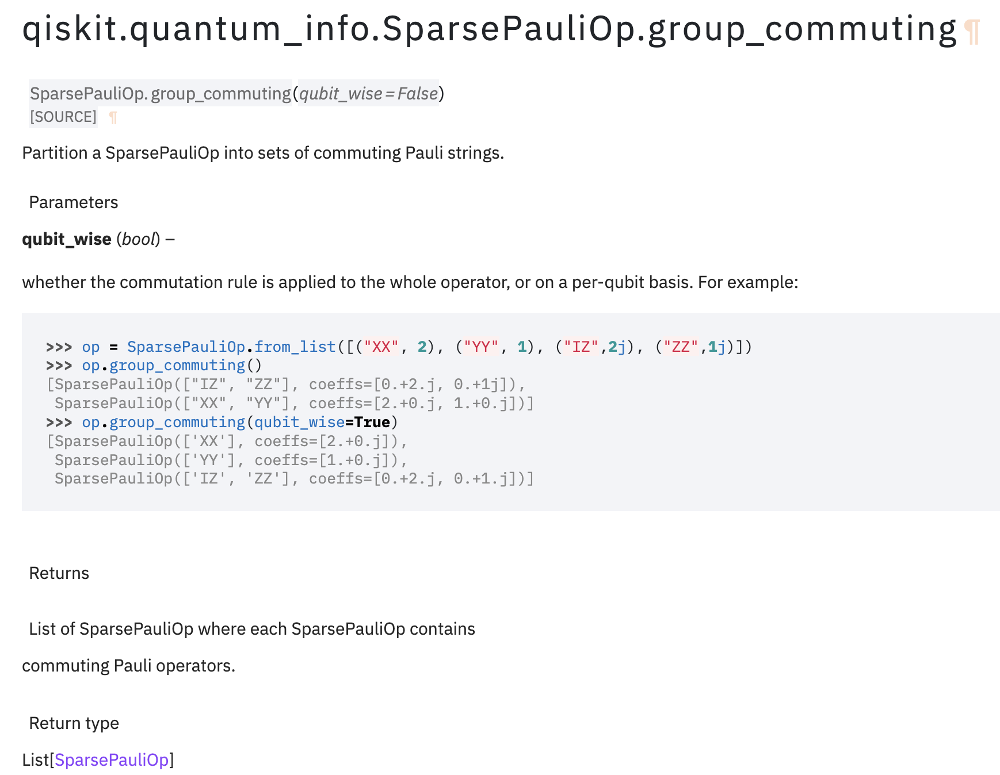 qiskit.quantum_info.SparsePauliOp.group_commuting¶
SparsePauliOp.group_commuting(qubit_wise=False)
[SOURCE] ¶
Partition a SparsePauliOp into sets of commuting Pauli strings.
Parameters
qubit_wise (bool) –
whether the commutation rule is applied to the whole operator, or on a per-qubit basis. For example:
>>> op = SparsePauliOp.from_list([("XX", 2), ("YY", 1), ("IZ",2j), ("ZZ",1j)])
>>> op.group_commuting()
[SparsePauliOp(["IZ", "ZZ"], coeffs=[0.+2.j, 0.+1j]),
 SparsePauliOp(["XX", "YY"], coeffs=[2.+0.j, 1.+0.j])]
>>> op.group_commuting(qubit_wise=True)
[SparsePauliOp(['XX'], coeffs=[2.+0.j]),
 SparsePauliOp(['YY'], coeffs=[1.+0.j]),
 SparsePauliOp(['IZ', 'ZZ'], coeffs=[0.+2.j, 0.+1.j])]
Returns
List of SparsePauliOp where each SparsePauliOp contains
commuting Pauli operators.
Return type
List[SparsePauliOp]